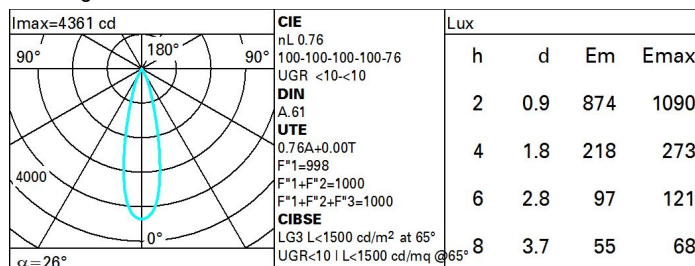 Imax=4361 cd
90°
180°
90°
4000
0°
α=26°
CIE
nL 0.76
100-100-100-100-76
UGR <10-<10
DIN
A.61
UTE
0.76A+0.00T
F"1=998
F"1+F"2=1000
F"1+F"2+F"3=1000
CIBSE
LG3 L<1500 cd/m² at 65°
UGR<10 | L<1500 cd/mq @65°
Lux
h d Em Emax
2 0.9 874 1090
4 1.8 218 273
6 2.8 97 121
8 3.7 55 68